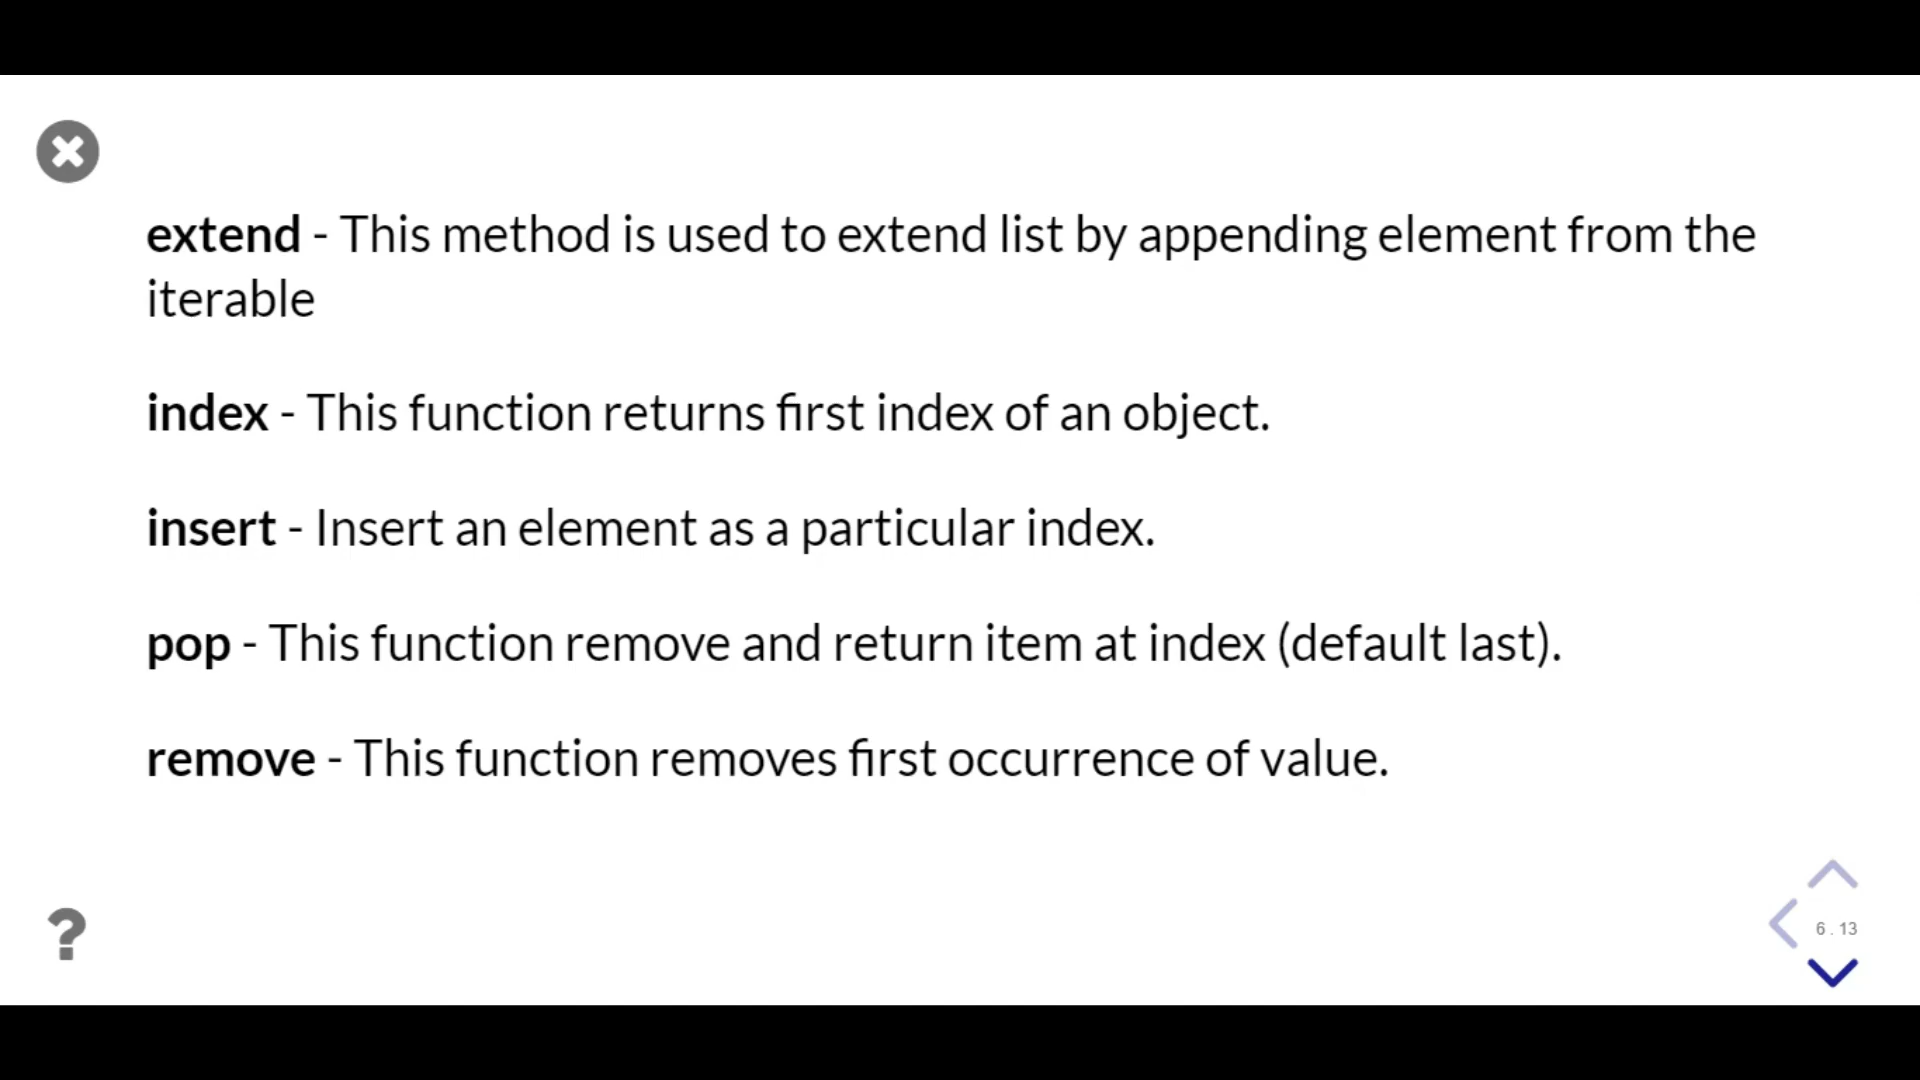 extend - This method is used to extend list by appending element from the
iterable
index - This function returns first index of an object.
insert - Insert an element as a particular index.
pop - This function remove and return item at index (default last).
remove - This function removes first occurrence of value.
?
6 . 13